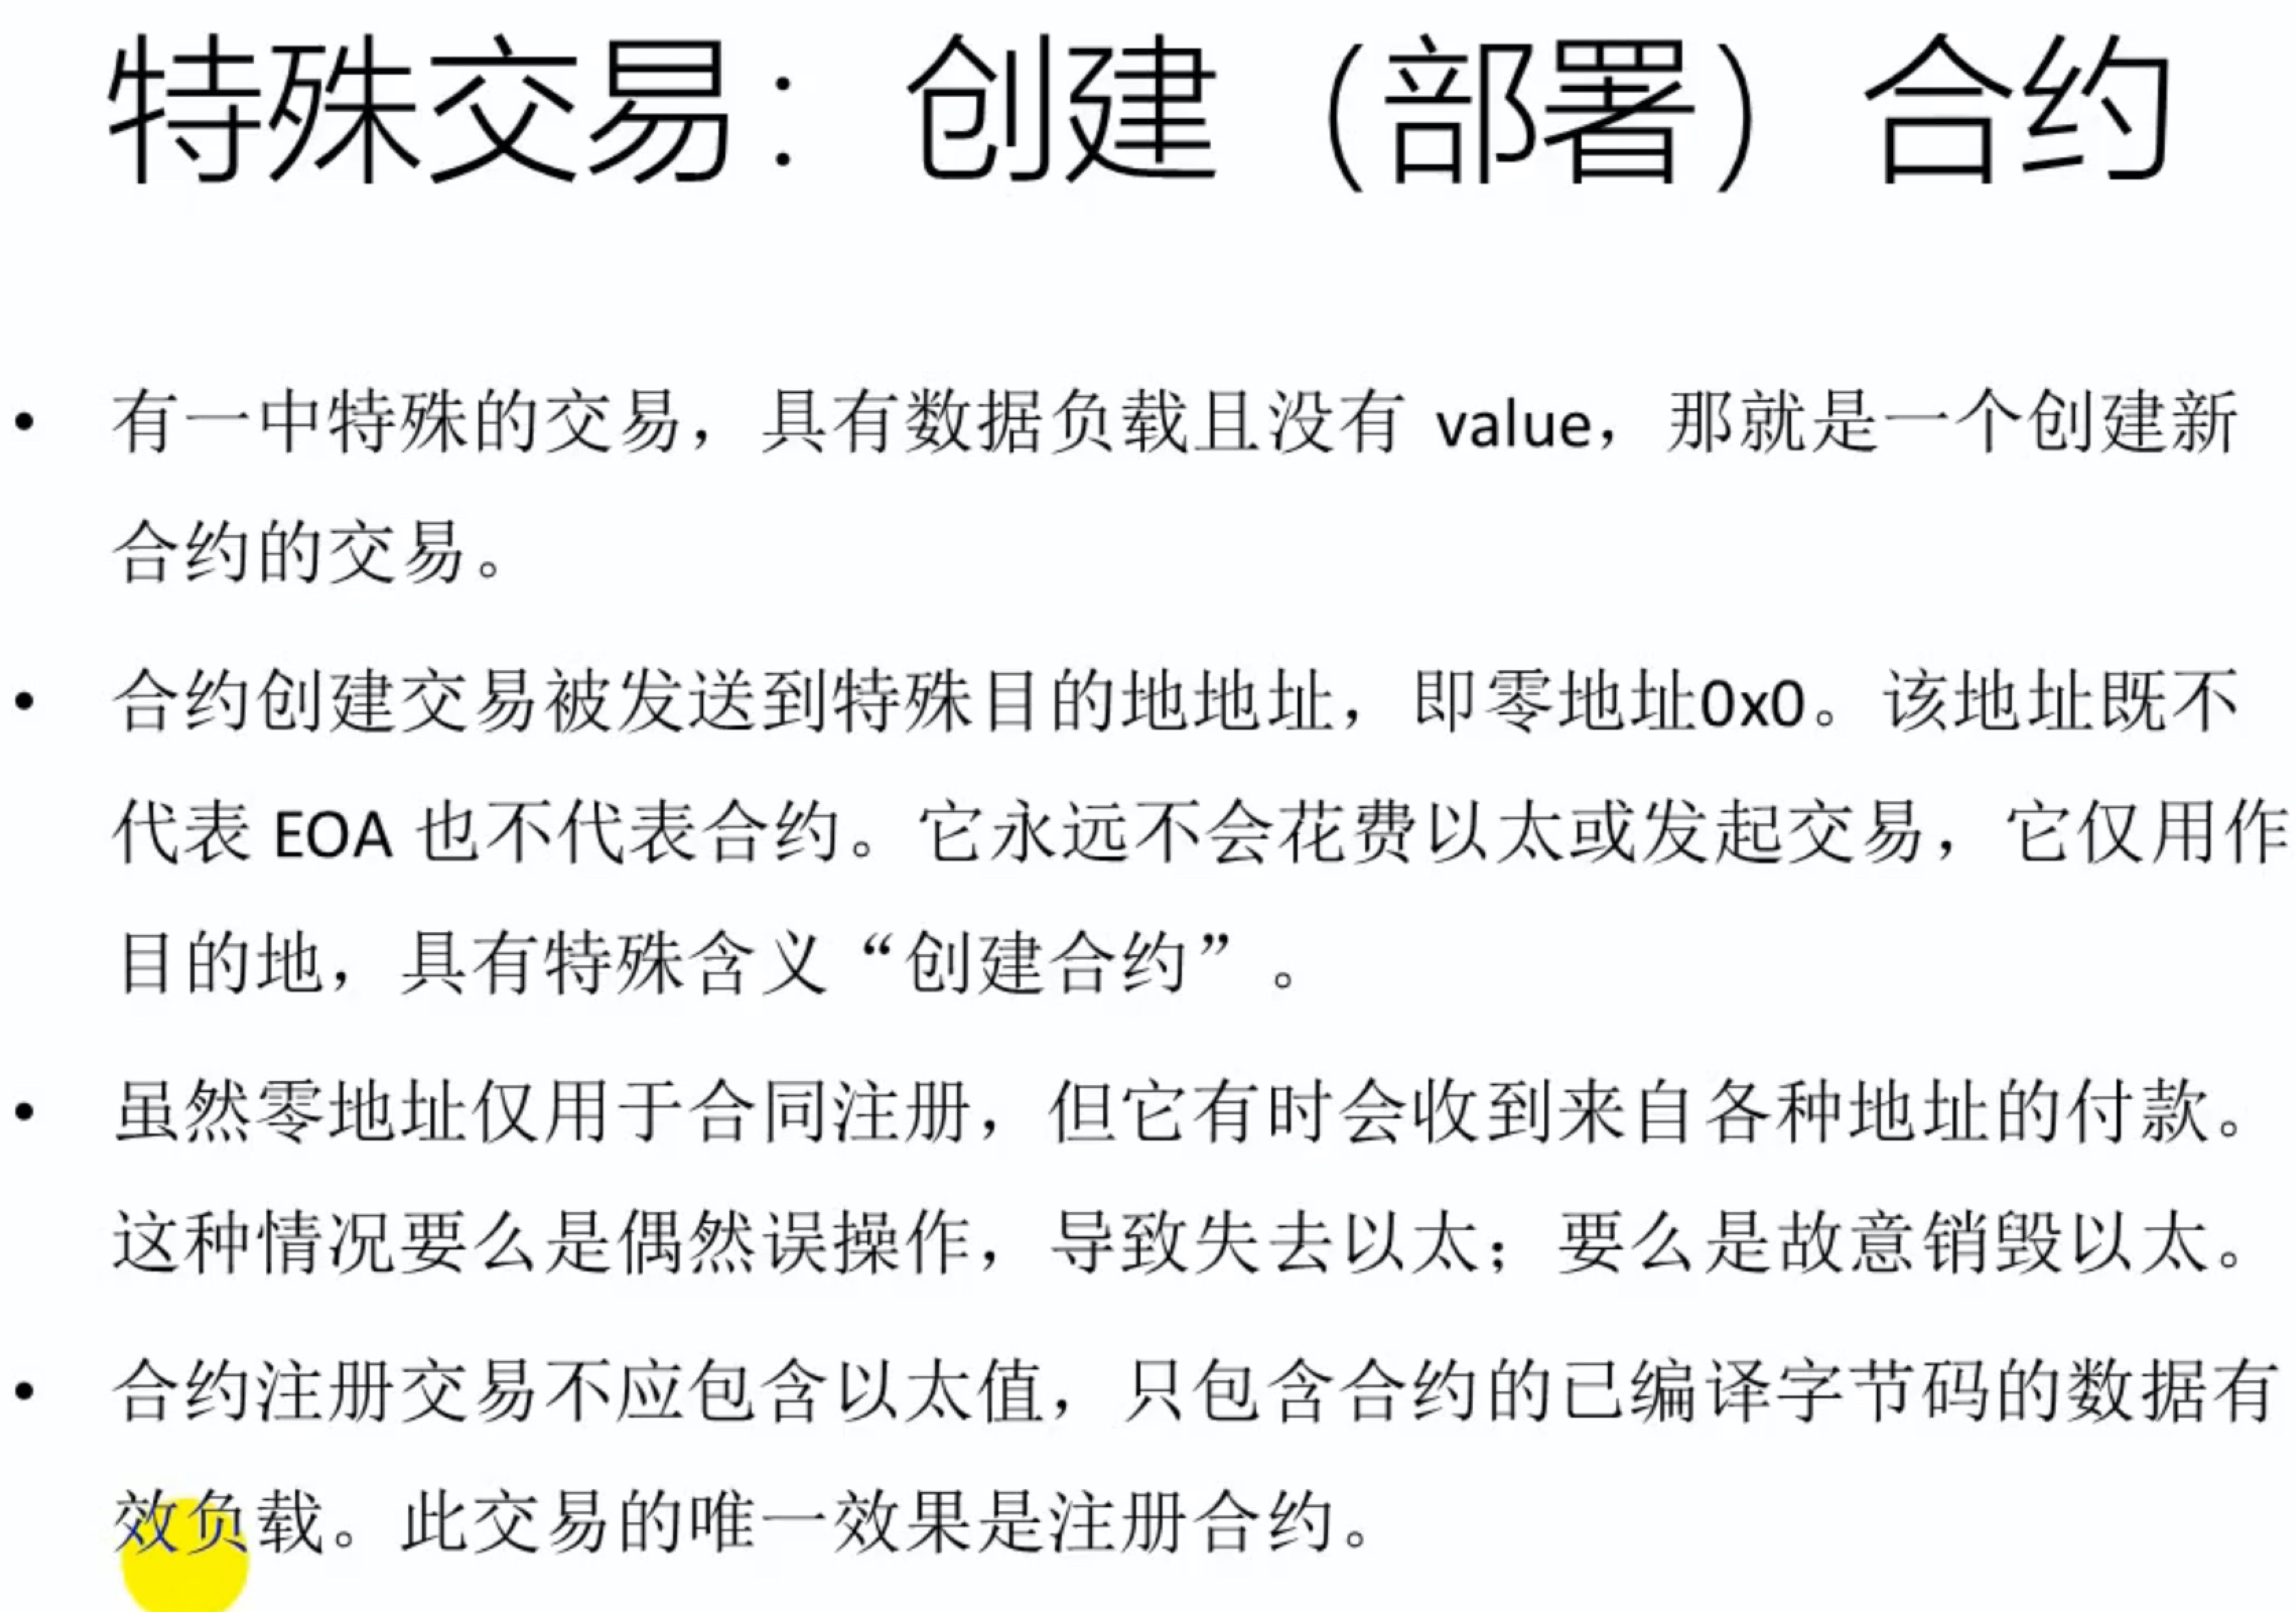 特殊交易：创建（部署）合约
• 有一中特殊的交易，具有数据负载且没有 value，那就是一个创建新
合约的交易。
• 合约创建交易被发送到特殊目的地地址，即零地址0x0。该地址既不
代表 EOA 也不代表合约。它永远不会花费以太或发起交易，它仅用作
目的地，具有特殊含义“创建合约”。
• 虽然零地址仅用于合同注册，但它有时会收到来自各种地址的付款。
这种情况要么是偶然误操作，导致失去以太；要么是故意销毁以太。
• 合约注册交易不应包含以太值，只包含合约的已编译字节码的数据有
效负载。此交易的唯一效果是注册合约。